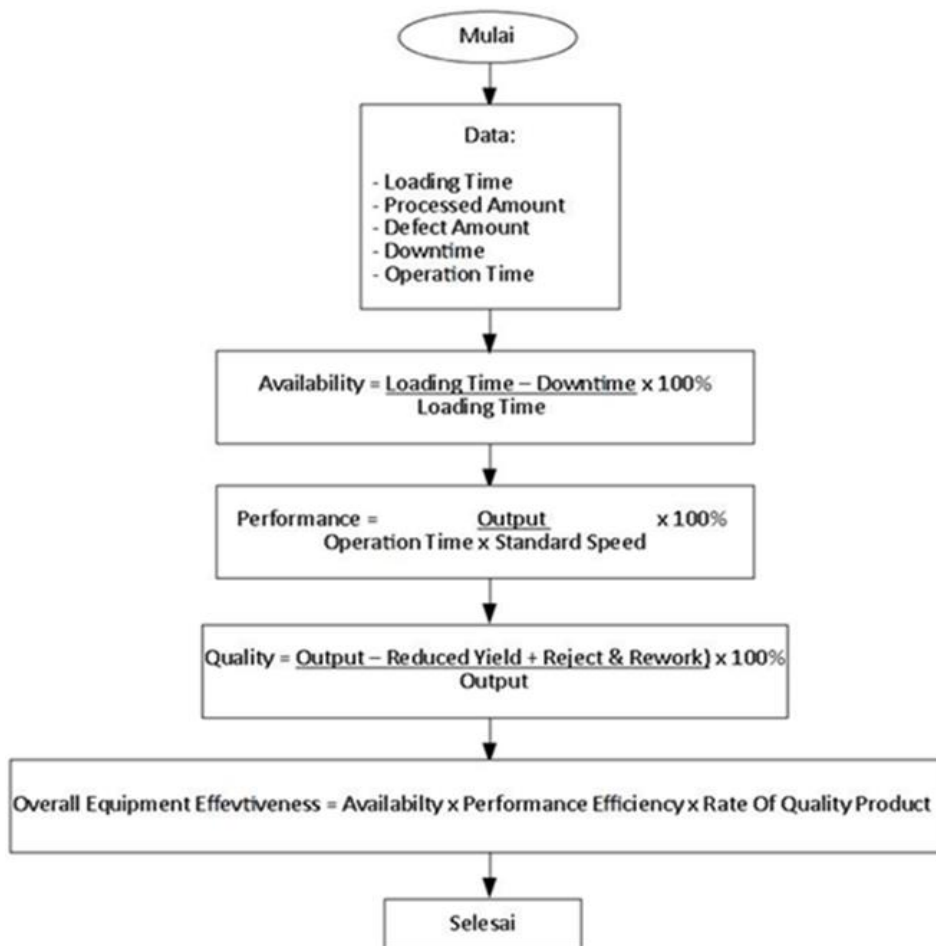 Mulai
Data:
- Loading Time
- Processed Amount
- Defect Amount
- Downtime
- Operation Time
Availability = Loading Time – Downtime x 100%
Loading Time
Performance = Output x 100%
Operation Time x Standard Speed
Quality = Output – Reduced Yield + Reject & Rework) x 100%
Output
Overall Equipment Effevtiveness = Availabilty x Performance Efficiency x Rate Of Quality Product
Selesai